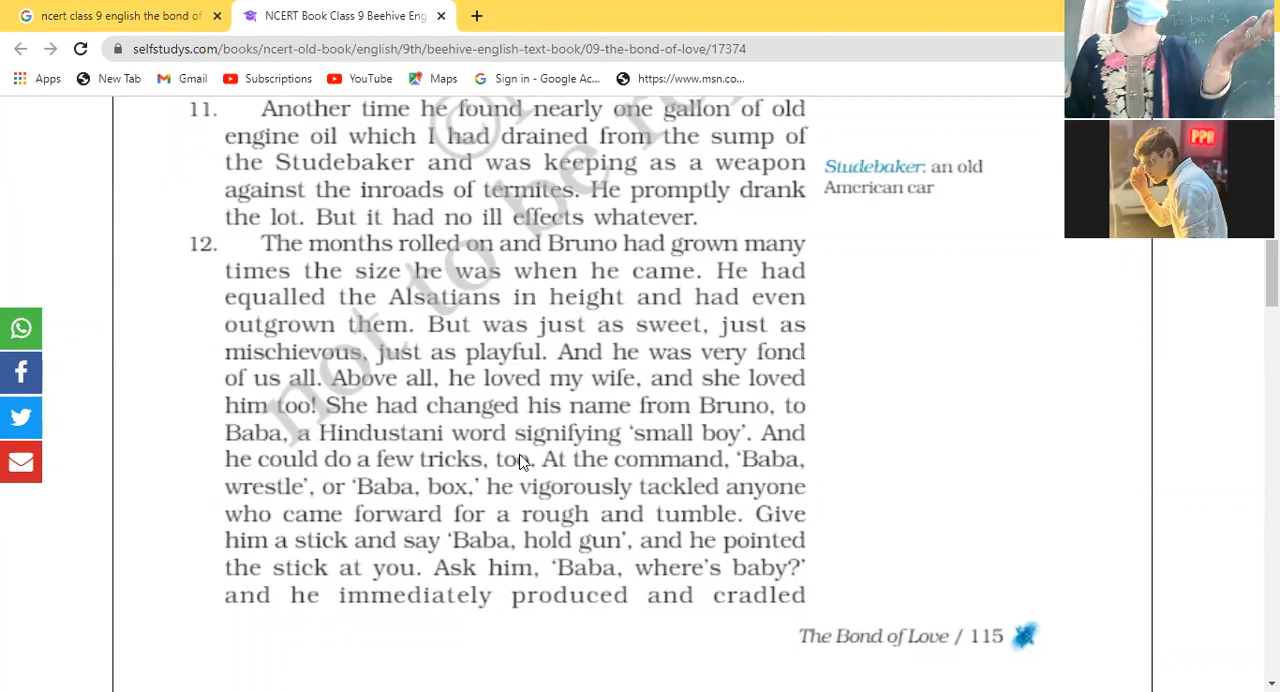 ncert class 9 english the bond of
NCERT Book Class 9 Beehive Eng
selfstudys.com/books/ncert-old-book/english/9th/beehive-english-text-book/09-the-bond-of-love/17374
Apps
New Tab
Gmail
Subscriptions
YouTube
Maps
Sign in - Google Ac...
https://www.msn.co...
The Bond of
PPR
11. Another time he found nearly one gallon of old
engine oil which I had drained from the sump of
the Studebaker and was keeping as a weapon
against the inroads of termites. He promptly drank
the lot. But it had no ill effects whatever.
Studebaker: an old
American car
12. The months rolled on and Bruno had grown many
times the size he was when he came. He had
equalled the Alsatians in height and had even
outgrown them. But was just as sweet, just as
mischievous, just as playful. And he was very fond
of us all. Above all, he loved my wife, and she loved
him too! She had changed his name from Bruno, to
Baba, a Hindustani word signifying ‘small boy’. And
he could do a few tricks, too. At the command, ‘Baba,
wrestle’, or ‘Baba, box,’ he vigorously tackled anyone
who came forward for a rough and tumble. Give
him a stick and say ‘Baba, hold gun’, and he pointed
the stick at you. Ask him, ‘Baba, where’s baby?’
and he immediately produced and cradled
The Bond of Love / 115
not to be